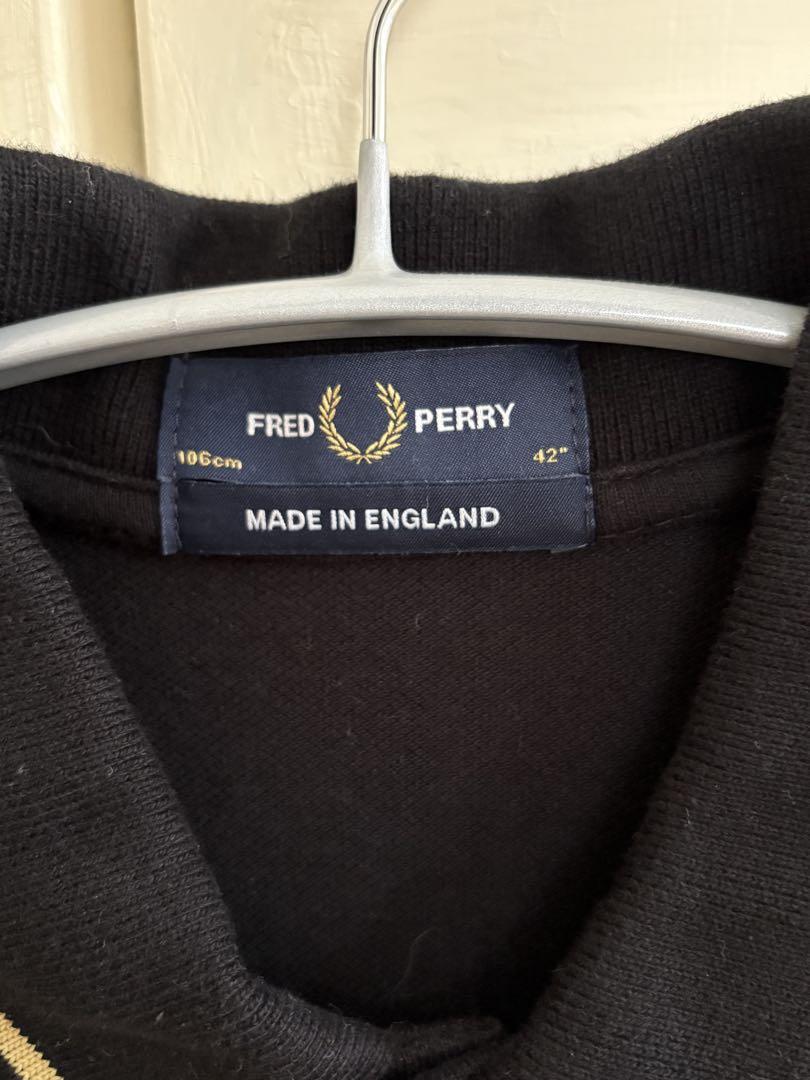 FRED PERRY
106cm 42"
MADE IN ENGLAND